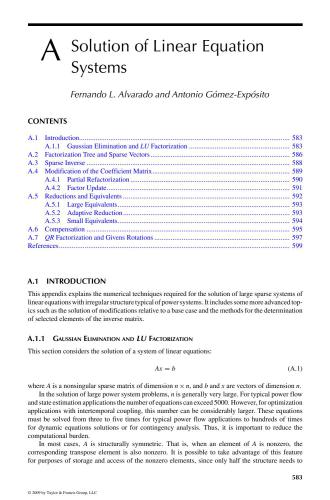 A Solution of Linear Equation
Systems
Fernando L. Alvarado and Antonio Gómez-Expósito
CONTENTS
A.1 Introduction 583
A.1.1 Gaussian Elimination and LU Factorization 583
A.2 Factorization Tree and Sparse Vectors 586
A.3 Sparse Inverse 588
A.4 Modification of the Coefficient Matrix 589
A.4.1 Partial Refactorization 590
A.4.2 Factor Update 591
A.5 Reductions and Equivalents 592
A.5.1 Large Equivalents 593
A.5.2 Adaptive Reduction 593
A.5.3 Small Equivalents 594
A.6 Compensation 595
A.7 QR Factorization and Givens Rotations 597
References 599
A.1 INTRODUCTION
This appendix explains the numerical techniques required for the solution of large sparse systems of
linear equations with irregular structure typical of power systems. It includes some more advanced top-
ics such as the solution of modifications relative to a base case and the methods for the determination
of selected elements of the inverse matrix.
A.1.1 GAUSSIAN ELIMINATION AND LU FACTORIZATION
This section considers the solution of a system of linear equations:
Ax = b (A.1)
where A is a nonsingular sparse matrix of dimension n × n, and b and x are vectors of dimension n.
In the solution of large power system problems, n is generally very large. For typical power flow
and state estimation applications the number of equations can exceed 5000. However, for optimization
applications with intertemporal coupling, this number can be considerably larger. These equations
must be solved from three to five times for typical power flow applications to hundreds of times
for dynamic equations solutions or for contingency analysis. Thus, it is important to reduce the
computational burden.
In most cases, A is structurally symmetric. That is, when an element of A is nonzero, the
corresponding transpose element is also nonzero. It is possible to take advantage of this feature
for purposes of storage and access of the nonzero elements, since only half the structure needs to
583
© 2009 by Taylor & Francis Group, LLC